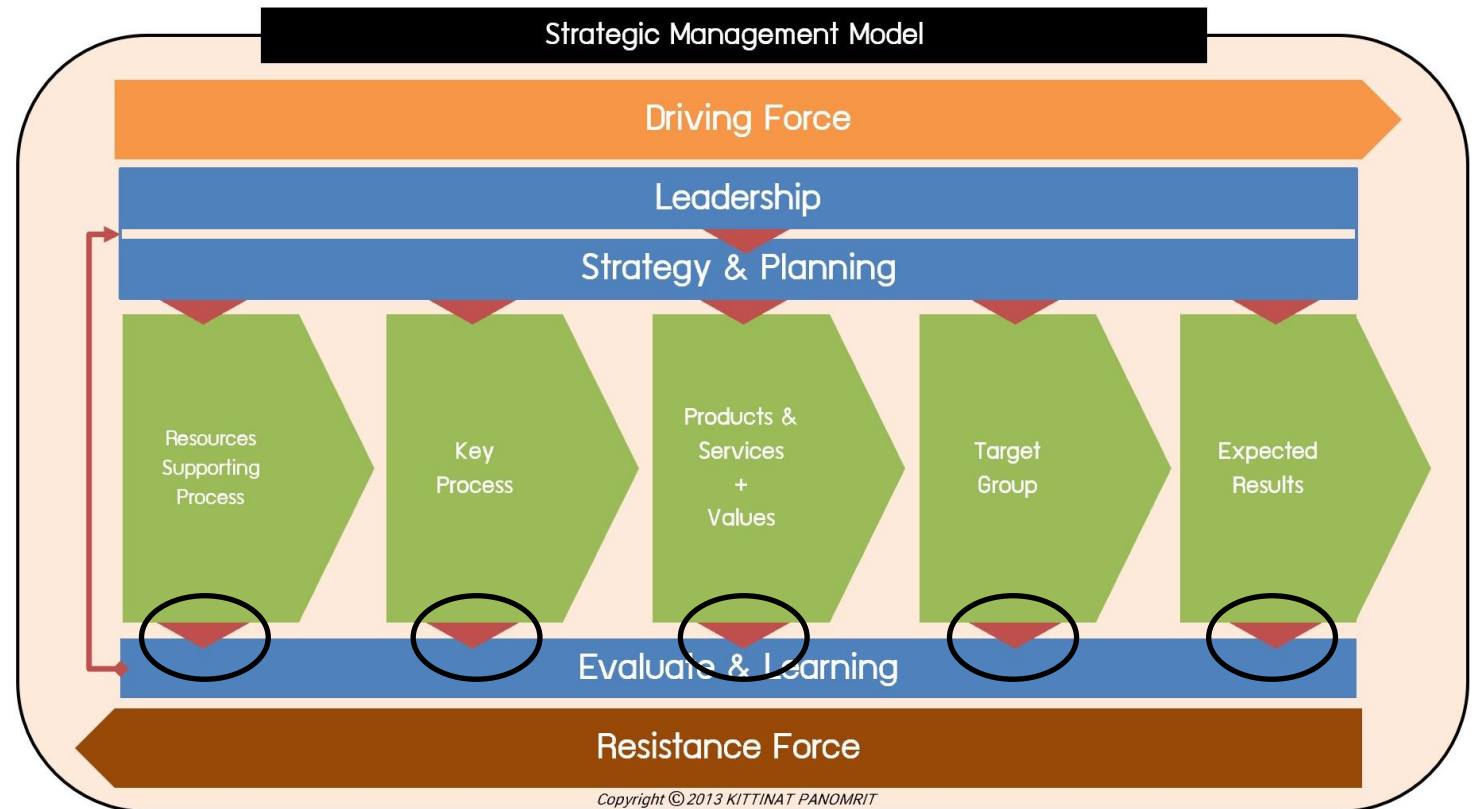 Strategic Management Model
Driving Force
Leadership
Strategy & Planning
Resources
Supporting
Process
Key
Process
Products &
Services
+
Values
Target
Group
Expected
Results
Evaluate & Learning
Resistance Force
Copyright © 2013 KITTINAT PANOMRIT